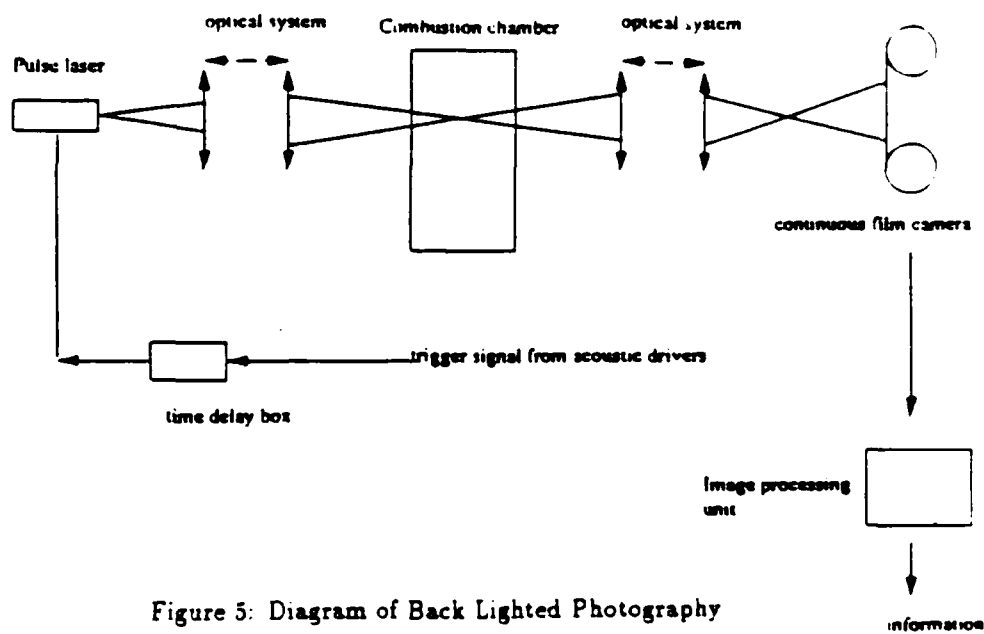 optical system
Combustion chamber
optical system
Pulse laser
continuous film camera
trigger signal from acoustic drivers
time delay box
Image processing
unit
Figure 5: Diagram of Back Lighted Photography
information